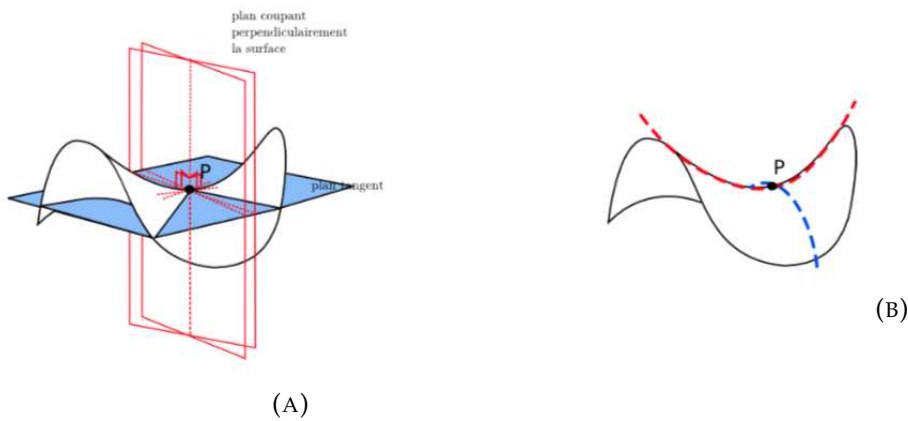 plan coupant
perpendiculairement
la surface
P
plan tangent
P
(B)
(A)